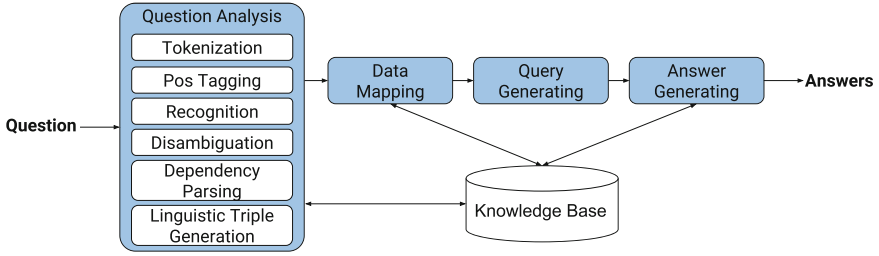 Question
Question Analysis
Tokenization
Pos Tagging
Recognition
Disambiguation
Dependency
Parsing
Linguistic Triple
Generation
Data
Mapping
Query
Generating
Answer
Generating
Answers
Knowledge Base